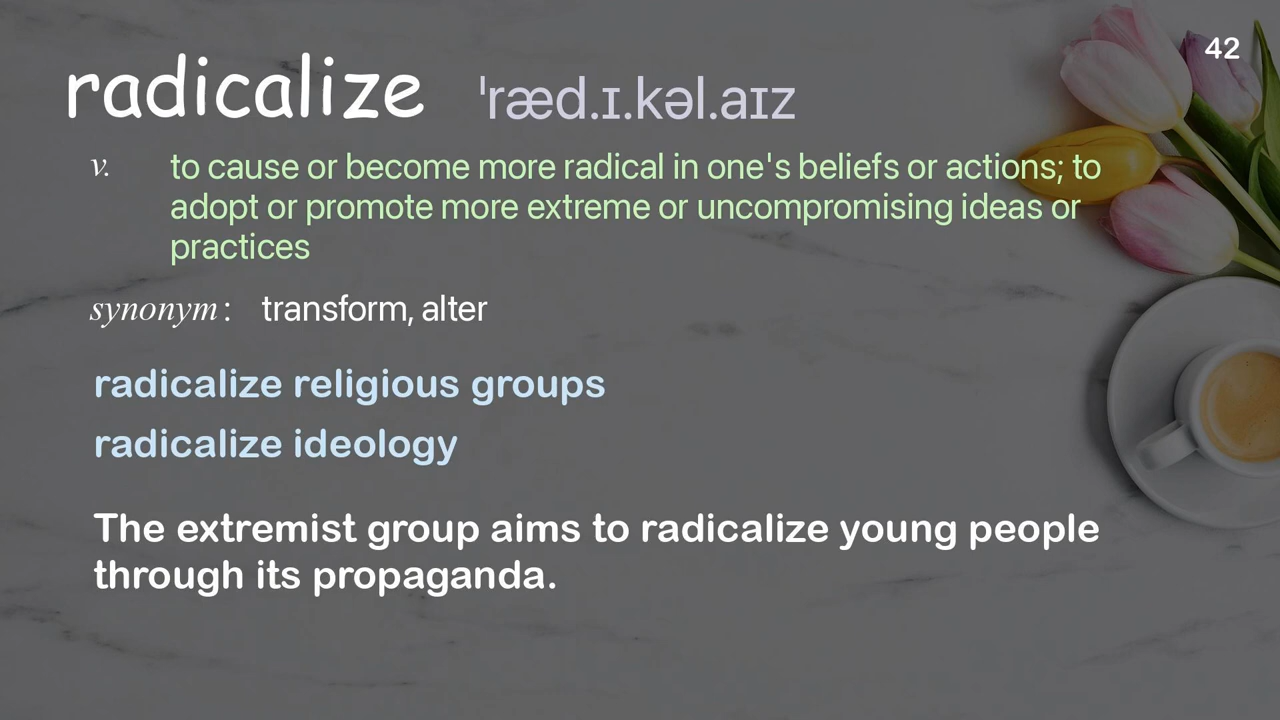 42
radicalize ˈræd.ɪ.kəl.aɪz
v. to cause or become more radical in one's beliefs or actions; to
adopt or promote more extreme or uncompromising ideas or
practices
synonym: transform, alter
radicalize religious groups
radicalize ideology
The extremist group aims to radicalize young people
through its propaganda.